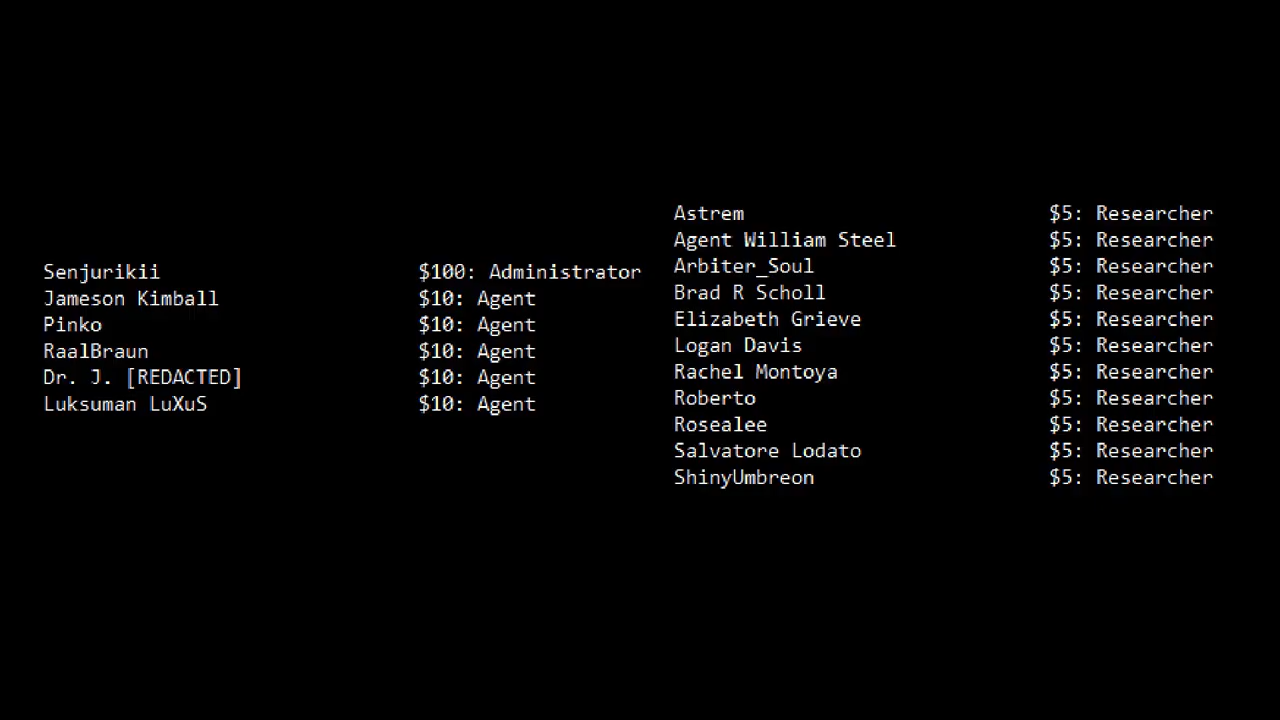 Senjurikii $100: Administrator
Jameson Kimball $10: Agent
Pinko $10: Agent
RaalBraun $10: Agent
Dr. J. [REDACTED] $10: Agent
Luksuman LuXuS $10: Agent
Astrem $5: Researcher
Agent William Steel $5: Researcher
Arbiter_Soul $5: Researcher
Brad R Scholl $5: Researcher
Elizabeth Grieve $5: Researcher
Logan Davis $5: Researcher
Rachel Montoya $5: Researcher
Roberto $5: Researcher
Rosealee $5: Researcher
Salvatore Lodato $5: Researcher
ShinyUmbreon $5: Researcher